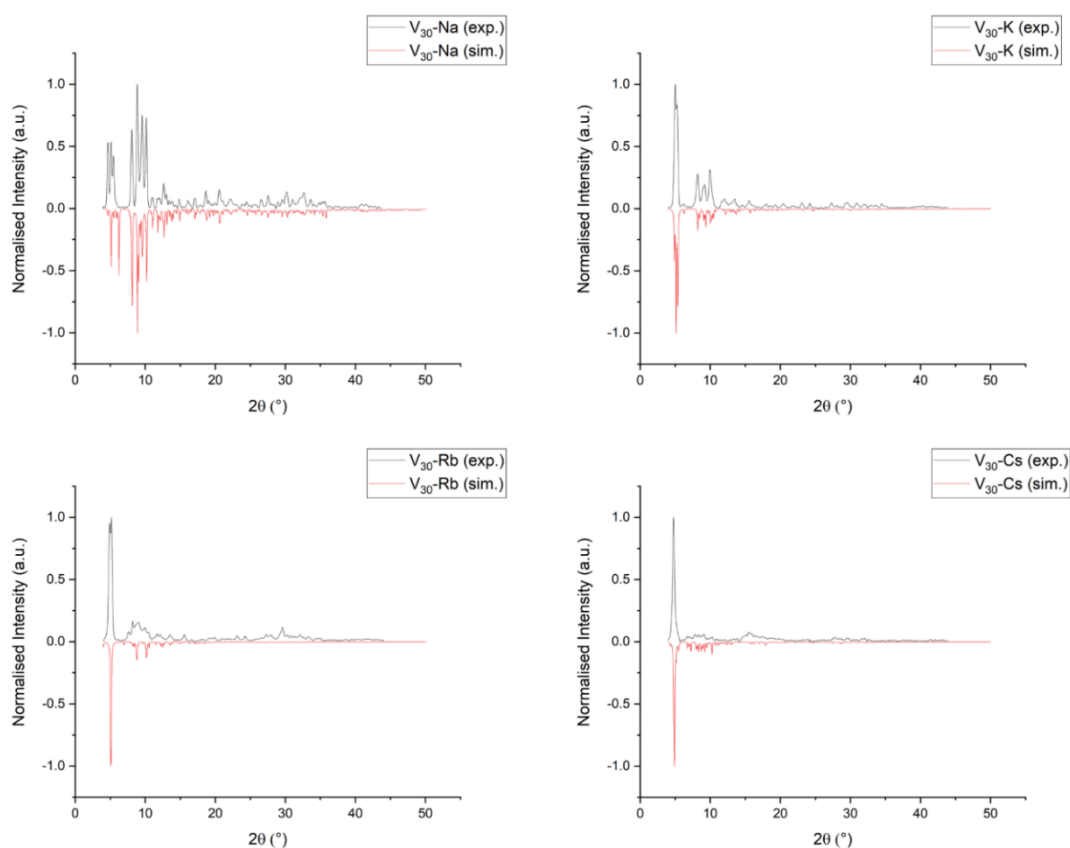 V30-Na (exp.)
V30-Na (sim.)
1.0
0.5
0.0
-0.5
-1.0
Normalised Intensity (a.u.)
0
10
20
30
40
50
2θ (°)
V30-K (exp.)
V30-K (sim.)
1.0
0.5
0.0
-0.5
-1.0
Normalised Intensity (a.u.)
0
10
20
30
40
50
2θ (°)
V30-Rb (exp.)
V30-Rb (sim.)
1.0
0.5
0.0
-0.5
-1.0
Normalised Intensity (a.u.)
0
10
20
30
40
50
2θ (°)
V30-Cs (exp.)
V30-Cs (sim.)
1.0
0.5
0.0
-0.5
-1.0
Normalised Intensity (a.u.)
0
10
20
30
40
50
2θ (°)